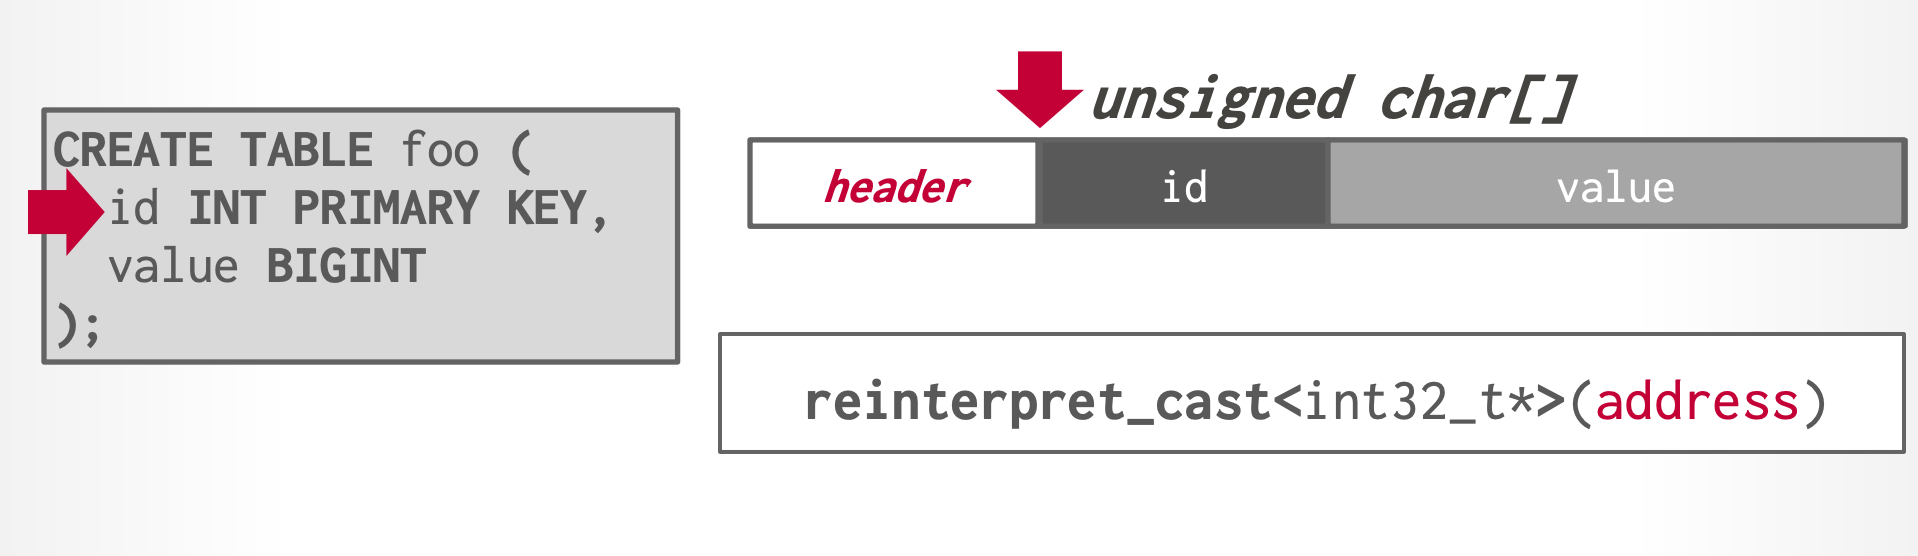 CREATE TABLE foo (
id INT PRIMARY KEY,
value BIGINT
);
unsigned char[]
header id value
reinterpret_cast<int32_t*>(address)